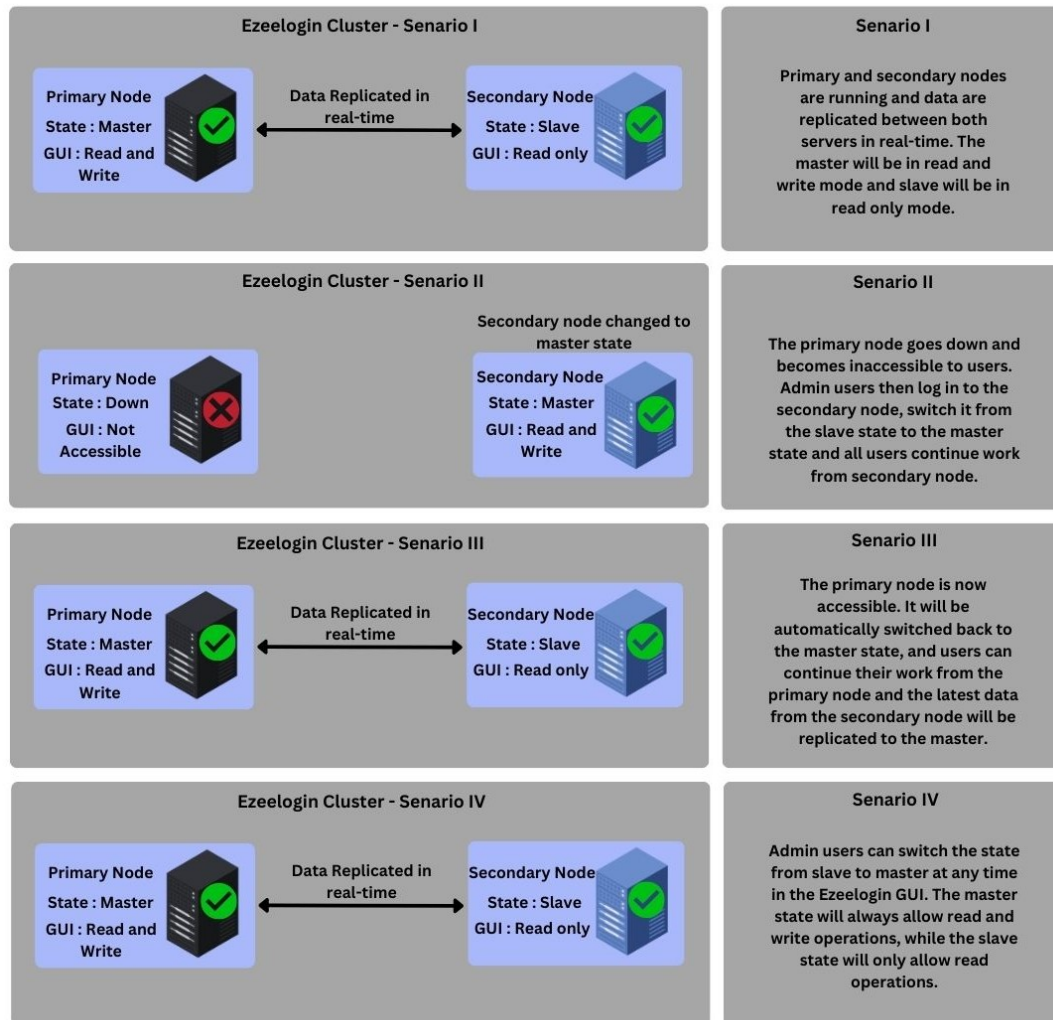 Ezeelogin Cluster - Senario I
Primary Node
State : Master
GUI : Read and
Write
Data Replicated in
real-time
Secondary Node
State : Slave
GUI : Read only
Senario I
Primary and secondary nodes
are running and data are
replicated between both
servers in real-time. The
master will be in read and
write mode and slave will be in
read only mode.
Ezeelogin Cluster - Senario II
Primary Node
State : Down
GUI : Not
Accessible
Secondary node changed to
master state
Secondary Node
State : Master
GUI : Read and
Write
Senario II
The primary node goes down and
becomes inaccessible to users.
Admin users then log in to the
secondary node, switch it from
the slave state to the master
state and all users continue work
from secondary node.
Ezeelogin Cluster - Senario III
Primary Node
State : Master
GUI : Read and
Write
Data Replicated in
real-time
Secondary Node
State : Slave
GUI : Read only
Senario III
The primary node is now
accessible. It will be
automatically switched back to
the master state, and users can
continue their work from the
primary node and the latest data
from the secondary node will be
replicated to the master.
Ezeelogin Cluster - Senario IV
Primary Node
State : Master
GUI : Read and
Write
Data Replicated in
real-time
Secondary Node
State : Slave
GUI : Read only
Senario IV
Admin users can switch the state
from slave to master at any time
in the Ezeelogin GUI. The master
state will always allow read and
write operations, while the slave
state will only allow read
operations.